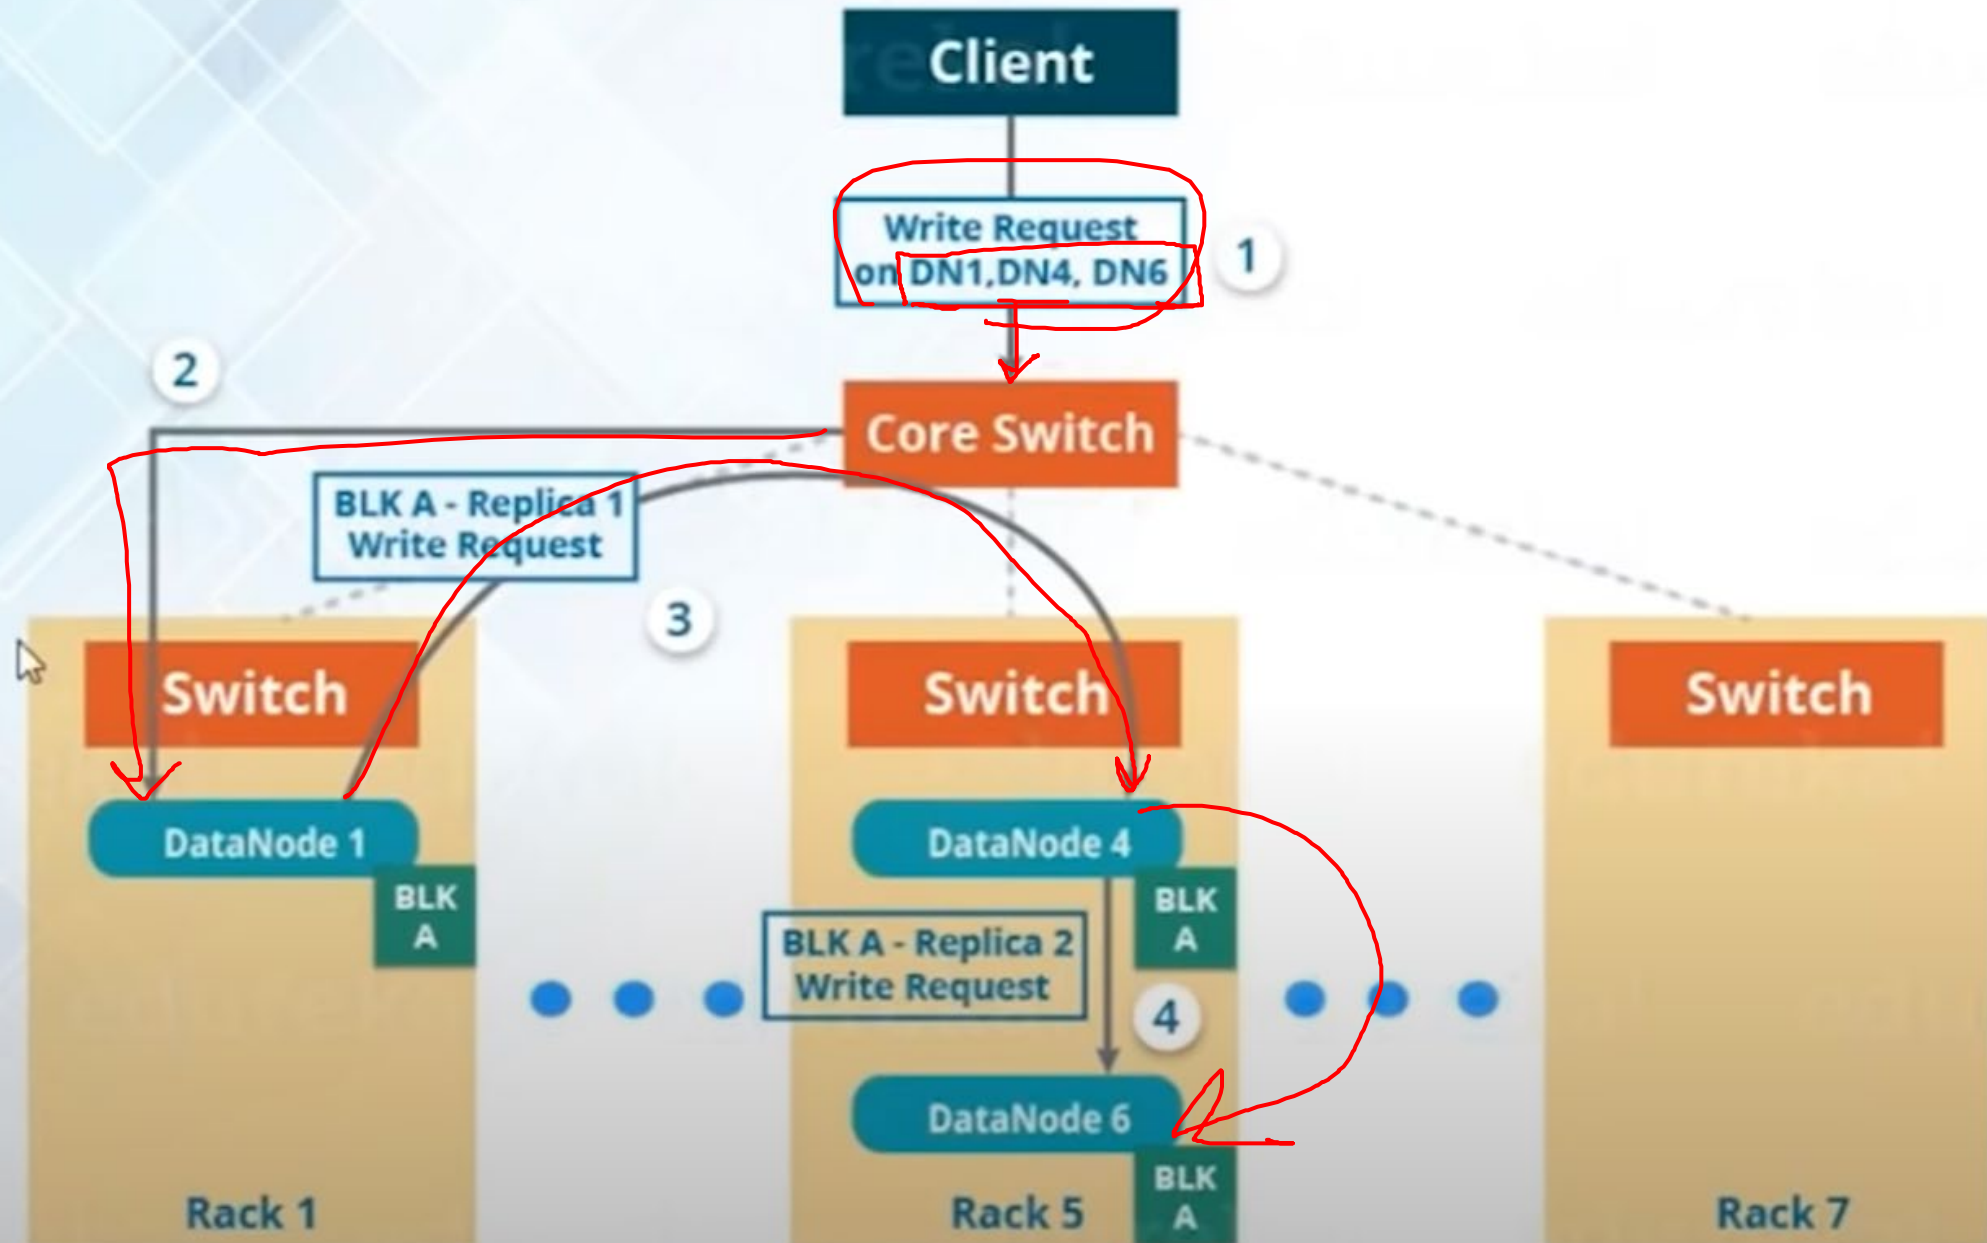 Client
Write Request
on DN1,DN4, DN6
1
2
Core Switch
BLK A - Replica 1
Write Request
3
Switch
Switch
Switch
DataNode 1
BLK
A
DataNode 4
BLK
A
BLK A - Replica 2
Write Request
4
DataNode 6
BLK
A
Rack 1
Rack 5
Rack 7